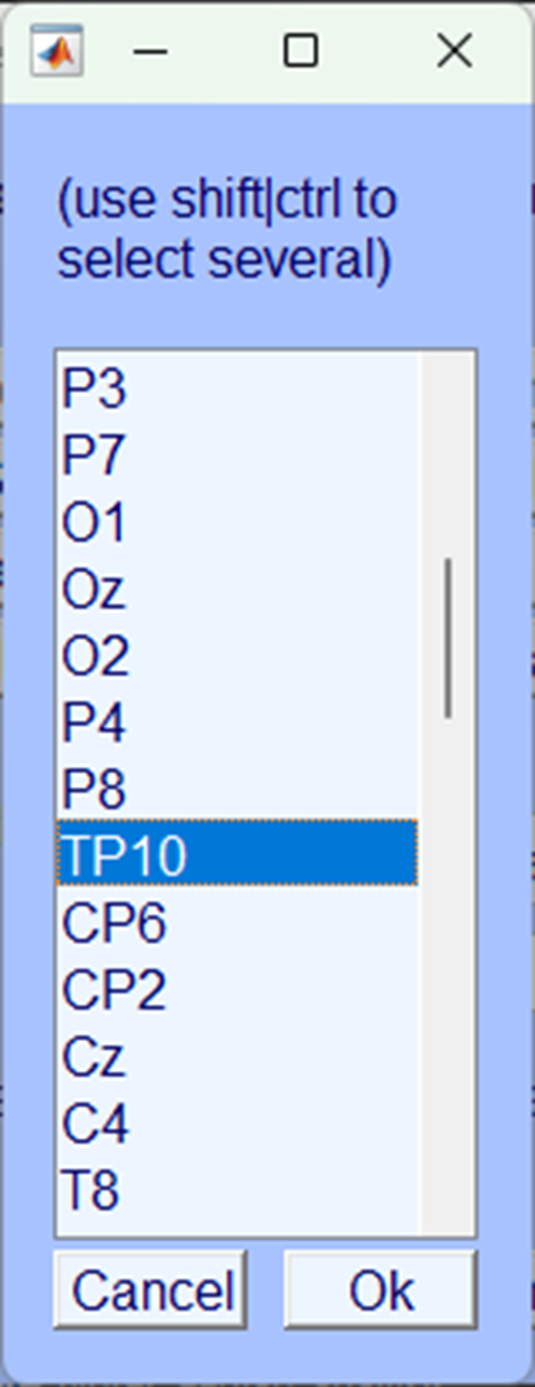 (use shift|ctrl to
select several)
P3
P7
O1
Oz
O2
P4
P8
TP10
CP6
CP2
Cz
C4
T8
Cancel
Ok